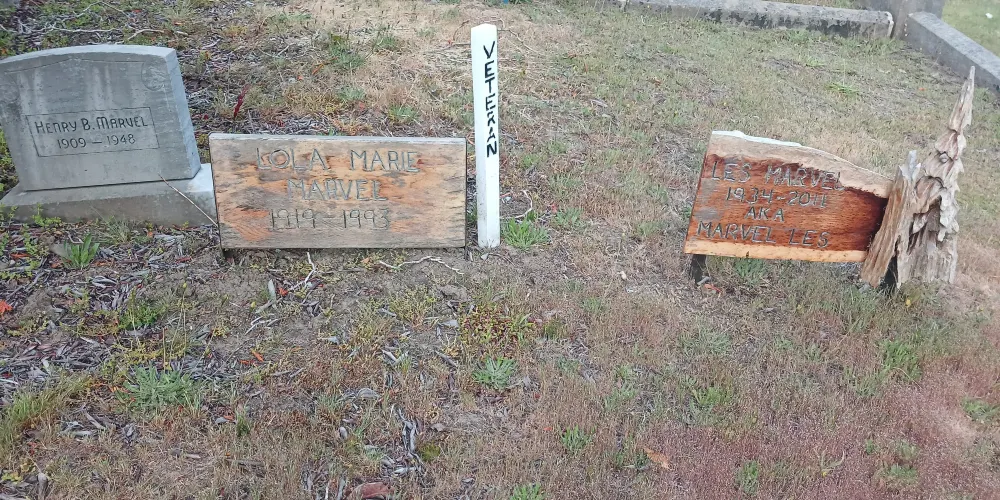 HENRY B. MARVEL
1909 – 1948
LOLA MARIE
MARVEL
1919 – 1993
VETERAN
LES MARVEL
1934-2011
AKA
MARVEL LES